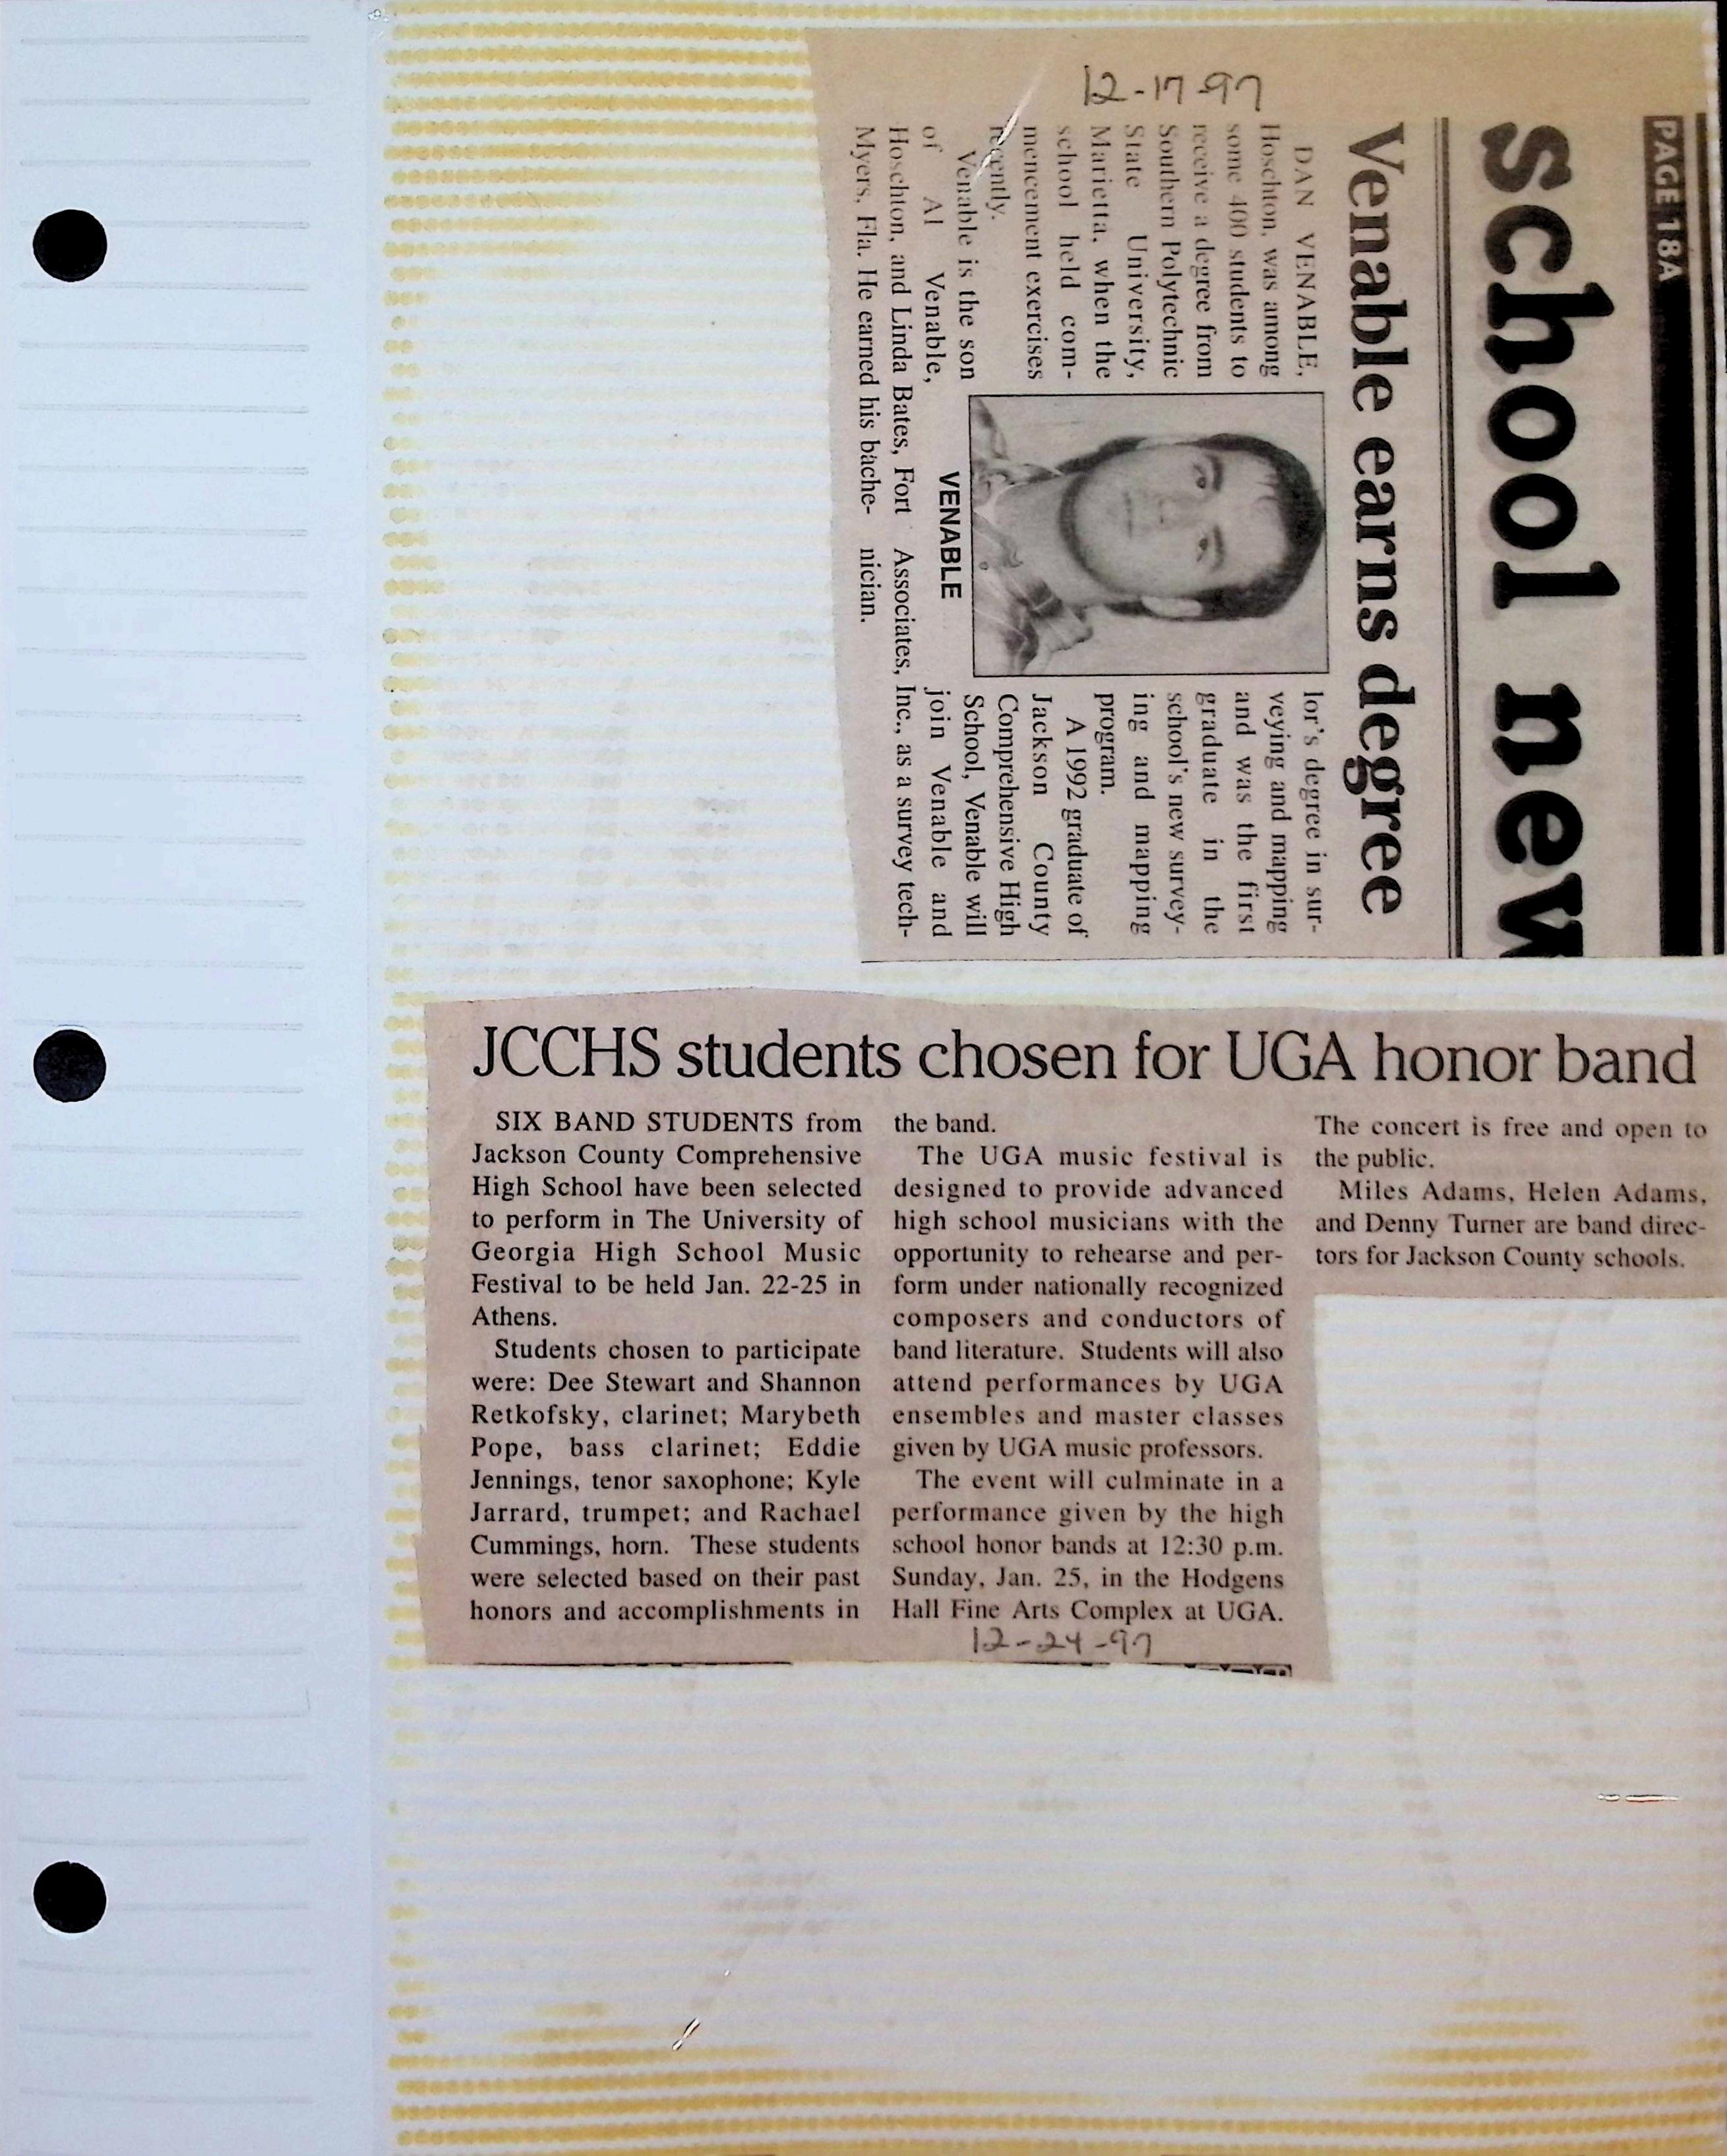 PAGE 18A
school new
Venable earns degree
12-17-97
DAN VENABLE,
Hoschton, was among
some 400 students to
receive a degree from
Southern Polytechnic
State University,
Marietta, when the
school held com-
mencement exercises
recently.
Venable is the son
of Al Venable,
Hoschton, and Linda Bates, Fort
Myers, Fla. He earned his bache-
VENABLE
lor's degree in sur-
veying and mapping
and was the first
graduate in the
school's new survey-
ing and mapping
program.
A 1992 graduate of
Jackson County
Comprehensive High
School, Venable will
join Venable and
Associates, Inc., as a survey tech-
nician.
JCCHS students chosen for UGA honor band
SIX BAND STUDENTS from
Jackson County Comprehensive
High School have been selected
to perform in The University of
Georgia High School Music
Festival to be held Jan. 22-25 in
Athens.
Students chosen to participate
were: Dee Stewart and Shannon
Retkofsky, clarinet; Marybeth
Pope, bass clarinet; Eddie
Jennings, tenor saxophone; Kyle
Jarrard, trumpet; and Rachael
Cummings, horn. These students
were selected based on their past
honors and accomplishments in
the band.
The UGA music festival is
designed to provide advanced
high school musicians with the
opportunity to rehearse and per-
form under nationally recognized
composers and conductors of
band literature. Students will also
attend performances by UGA
ensembles and master classes
given by UGA music professors.
The event will culminate in a
performance given by the high
school honor bands at 12:30 p.m.
Sunday, Jan. 25, in the Hodgens
Hall Fine Arts Complex at UGA.
The concert is free and open to
the public.
Miles Adams, Helen Adams,
and Denny Turner are band direc-
tors for Jackson County schools.
12-24-97